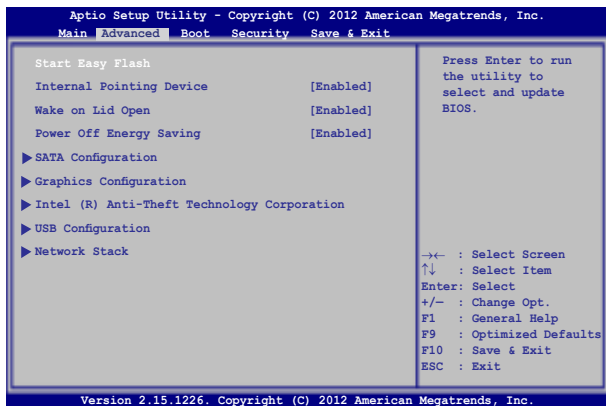 Aptio Setup Utility - Copyright (C) 2012 American Megatrends, Inc.
Main Advanced Boot Security Save & Exit
Start Easy Flash
Internal Pointing Device [Enabled]
Wake on Lid Open [Enabled]
Power Off Energy Saving [Enabled]
SATA Configuration
Graphics Configuration
Intel (R) Anti-Theft Technology Corporation
USB Configuration
Network Stack
Press Enter to run
the utility to
select and update
BIOS.
→← : Select Screen
↑↓ : Select Item
Enter: Select
+/— : Change Opt.
F1 : General Help
F9 : Optimized Defaults
F10 : Save & Exit
ESC : Exit
Version 2.15.1226. Copyright (C) 2012 American Megatrends, Inc.